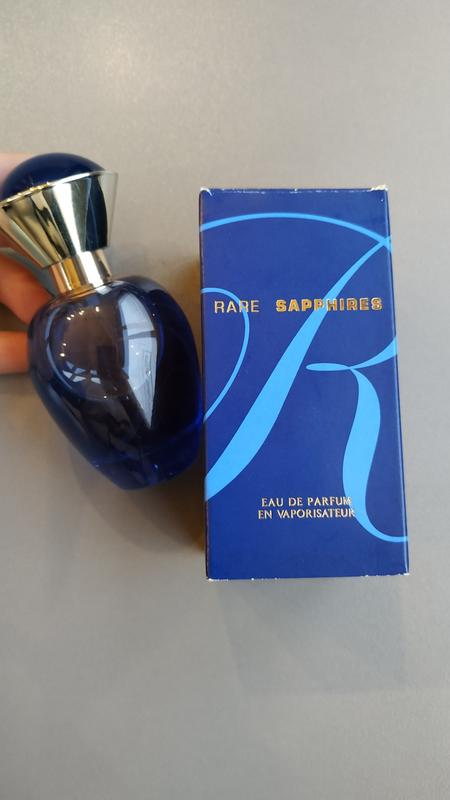 RARE SAPPHIRES
R
EAU DE PARFUM
EN VAPORISATEUR